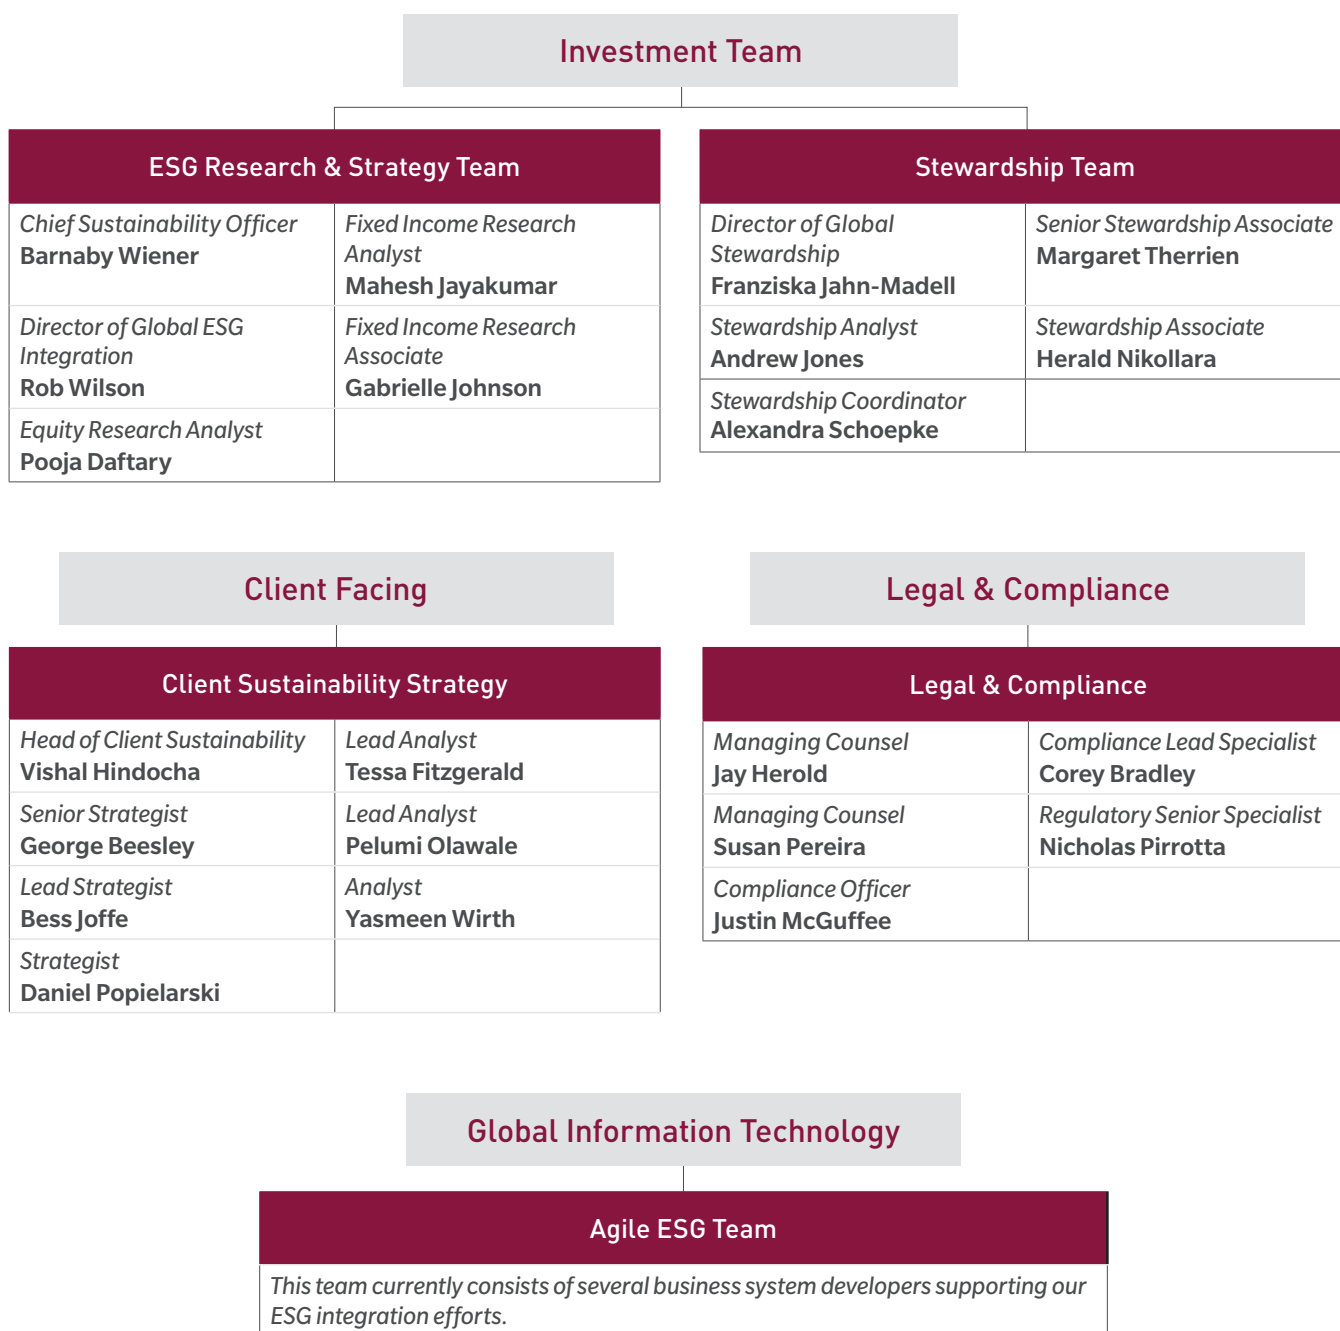 Investment Team
ESG Research & Strategy Team
Chief Sustainability Officer
Barnaby Wiener
Fixed Income Research
Analyst
Mahesh Jayakumar
Director of Global ESG
Integration
Rob Wilson
Fixed Income Research
Associate
Gabrielle Johnson
Equity Research Analyst
Pooja Daftary
Stewardship Team
Director of Global
Stewardship
Franziska Jahn-Madell
Senior Stewardship Associate
Margaret Therrien
Stewardship Analyst
Andrew Jones
Stewardship Associate
Herald Nikollara
Stewardship Coordinator
Alexandra Schoepke
Client Facing
Client Sustainability Strategy
Head of Client Sustainability
Vishal Hindocha
Lead Analyst
Tessa Fitzgerald
Senior Strategist
George Beesley
Lead Analyst
Pelumi Olawale
Lead Strategist
Bess Joffe
Analyst
Yasmeen Wirth
Strategist
Daniel Popielarski
Legal & Compliance
Legal & Compliance
Managing Counsel
Jay Herold
Compliance Lead Specialist
Corey Bradley
Managing Counsel
Susan Pereira
Regulatory Senior Specialist
Nicholas Pirrotta
Compliance Officer
Justin McGuffee
Global Information Technology
Agile ESG Team
This team currently consists of several business system developers supporting our
ESG integration efforts.